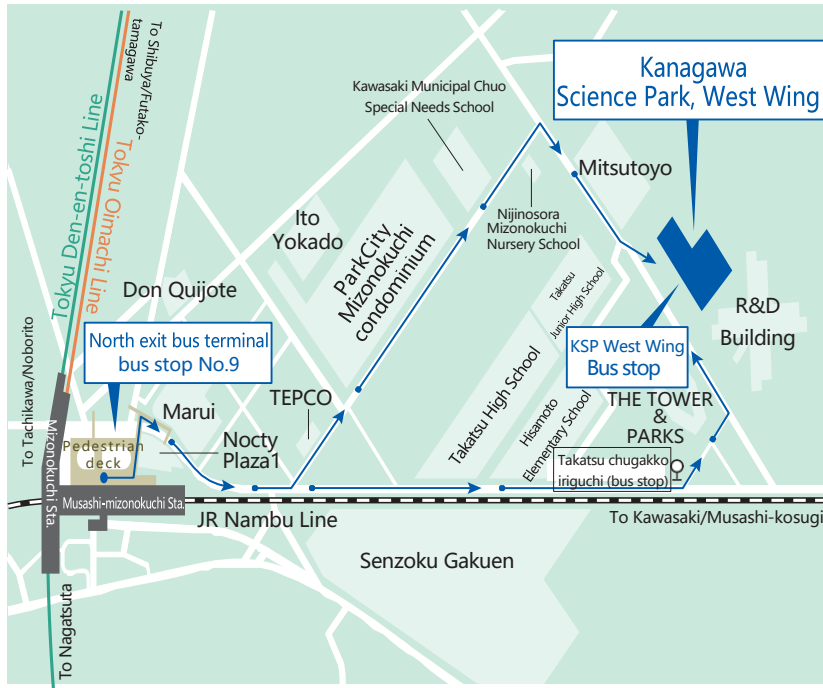 To Shibuya/Futako-
tamagawa
Tokyu Den-en-toshi Line
Tokyu Oimachi Line
Kawasaki Municipal Chuo
Special Needs School
Kanagawa
Science Park, West Wing
Mitsutoyo
Nijinosora
Mizonokuchi
Nursery School
Ito
Yokado
ParkCity
Mizonokuchi
condominium
Don Quijote
Takatsu
Junior High School
R&D
Building
North exit bus terminal
bus stop No.9
KSP West Wing
Bus stop
To Tachikawa/Noborito
Marui
TEPCO
Takatsu High School
Hisamoto
Elementary School
THE TOWER
&
PARKS
Pedestrian
deck
Nocty
Plaza1
Takatsu chugakko
iriguchi (bus stop)
Mizonokuchi Sta.
Musashi-mizonokuchi Sta.
JR Nambu Line
To Kawasaki/Musashi-kosugi
Senzoku Gakuen
To Nagatsuta